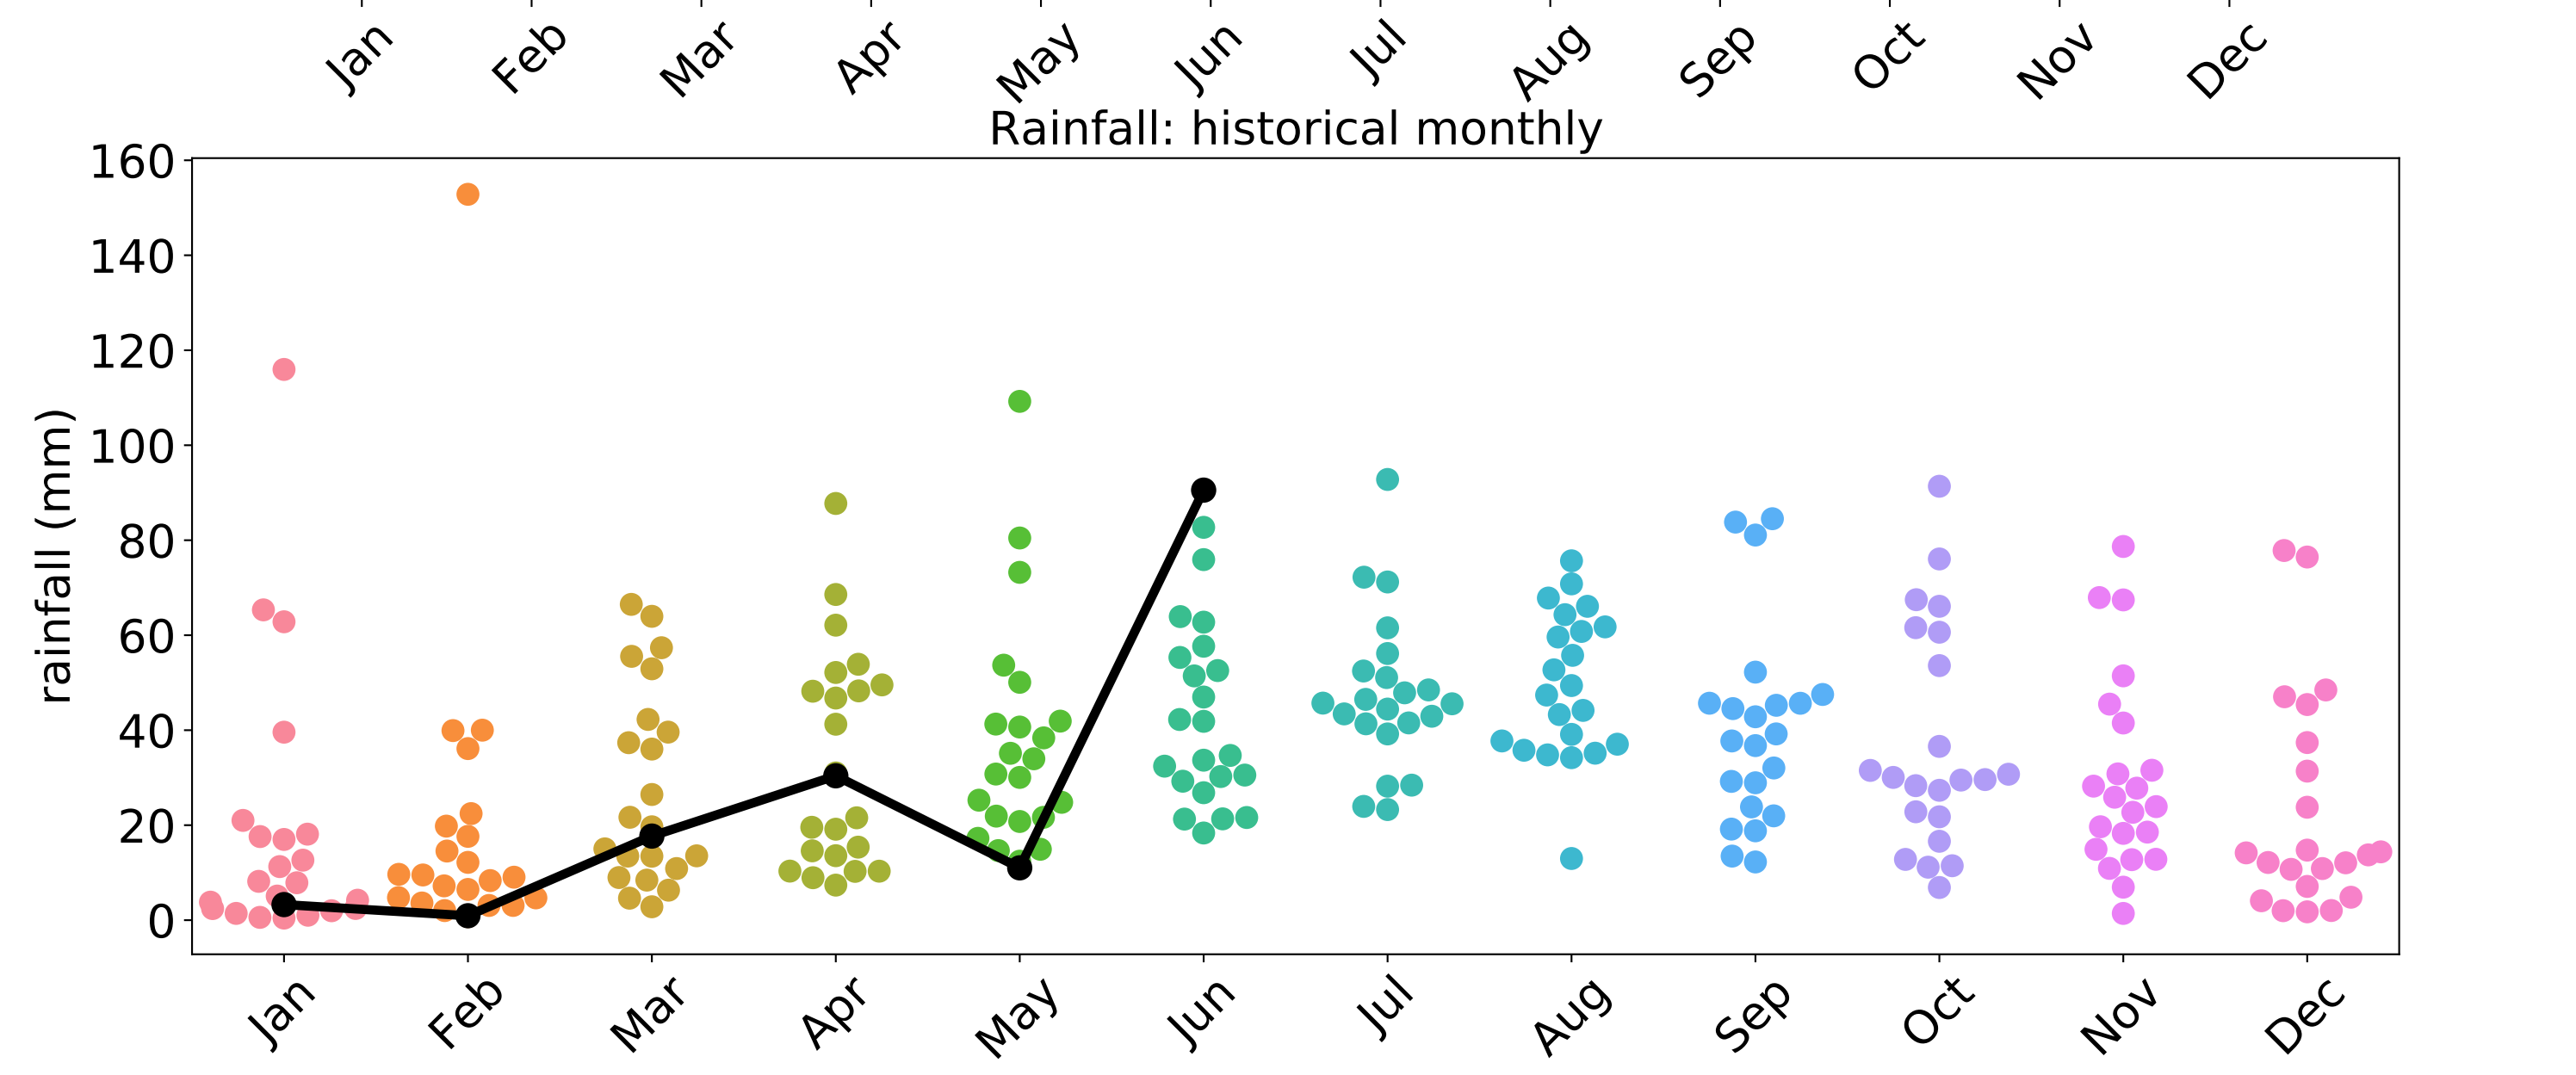 Jan Feb Mar Apr May Jun Jul Aug Sep Oct Nov Dec
Rainfall: historical monthly
160
140
120
100
80
60
40
20
0
rainfall (mm)
Jan Feb Mar Apr May Jun Jul Aug Sep Oct Nov Dec